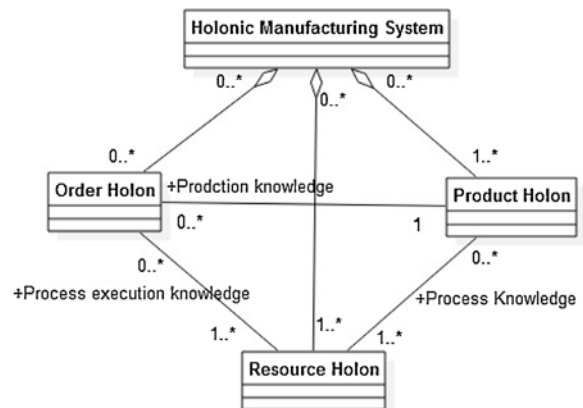 Holonic Manufacturing System
0..*
0..*
0..*
0..*
1..*
Order Holon
+Prodction knowledge
Product Holon
0..*
1
0..*
0..*
+Process execution knowledge
+Process Knowledge
1..*
1..*
1..*
Resource Holon